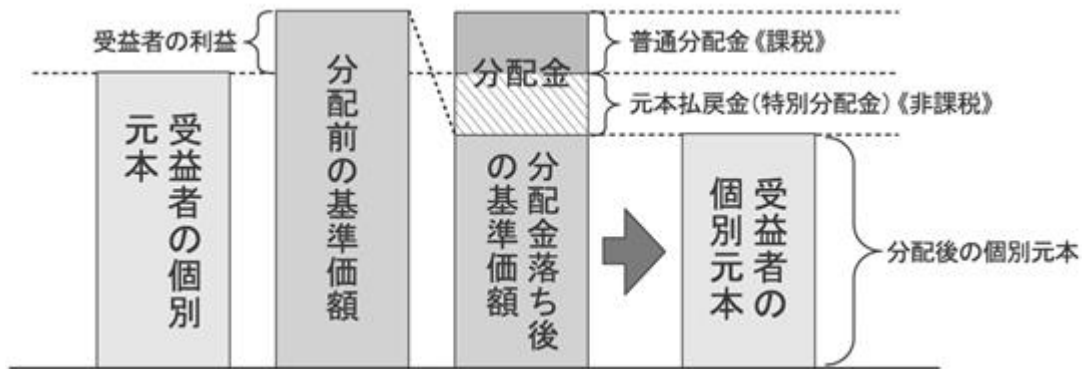 受益者の利益
受益者の個別
元本
分配前の基準価額
分配金
分配金落ち後
の基準価額
普通分配金《課税》
元本払戻金(特別分配金)《非課税》
受益者の
個別元本
分配後の個別元本